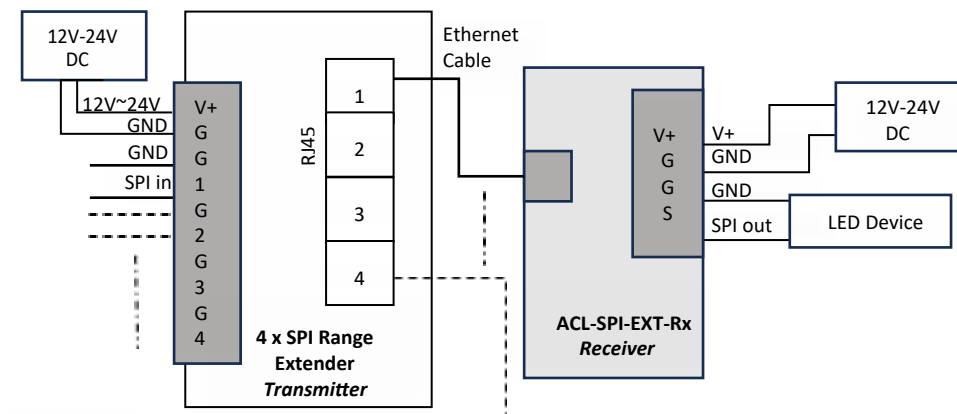 12V-24V
DC
12V~24V
GND
GND
SPI in
V+
G
G
1
G
2
G
3
G
4
RJ45
1
2
3
4
4 x SPI Range
Extender
Transmitter
Ethernet
Cable
V+
G
G
S
V+
GND
GND
SPI out
12V-24V
DC
LED Device
ACL-SPI-EXT-Rx
Receiver